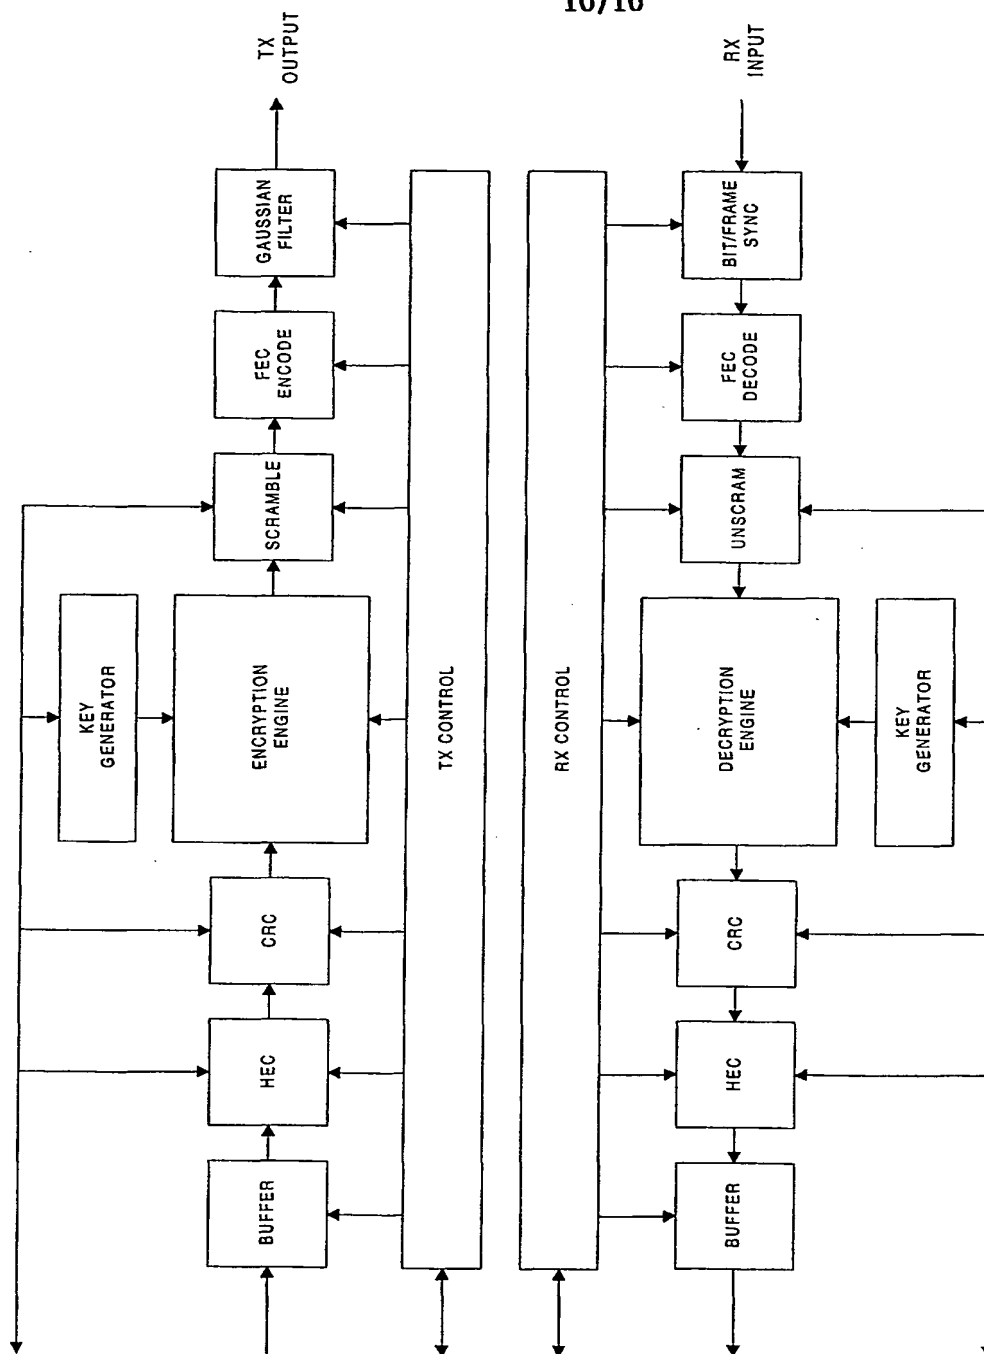 16/16
TX
OUTPUT
RX
INPUT
GAUSSIAN
FILTER
BIT/FRAME
SYNC
FEC
ENCODE
FEC
DECODE
SCRAMBLE
UNSCRAM
KEY
GENERATOR
ENCRYPTION
ENGINE
TX CONTROL
RX CONTROL
DECRYPTION
ENGINE
KEY
GENERATOR
CRC
CRC
HEC
HEC
BUFFER
BUFFER